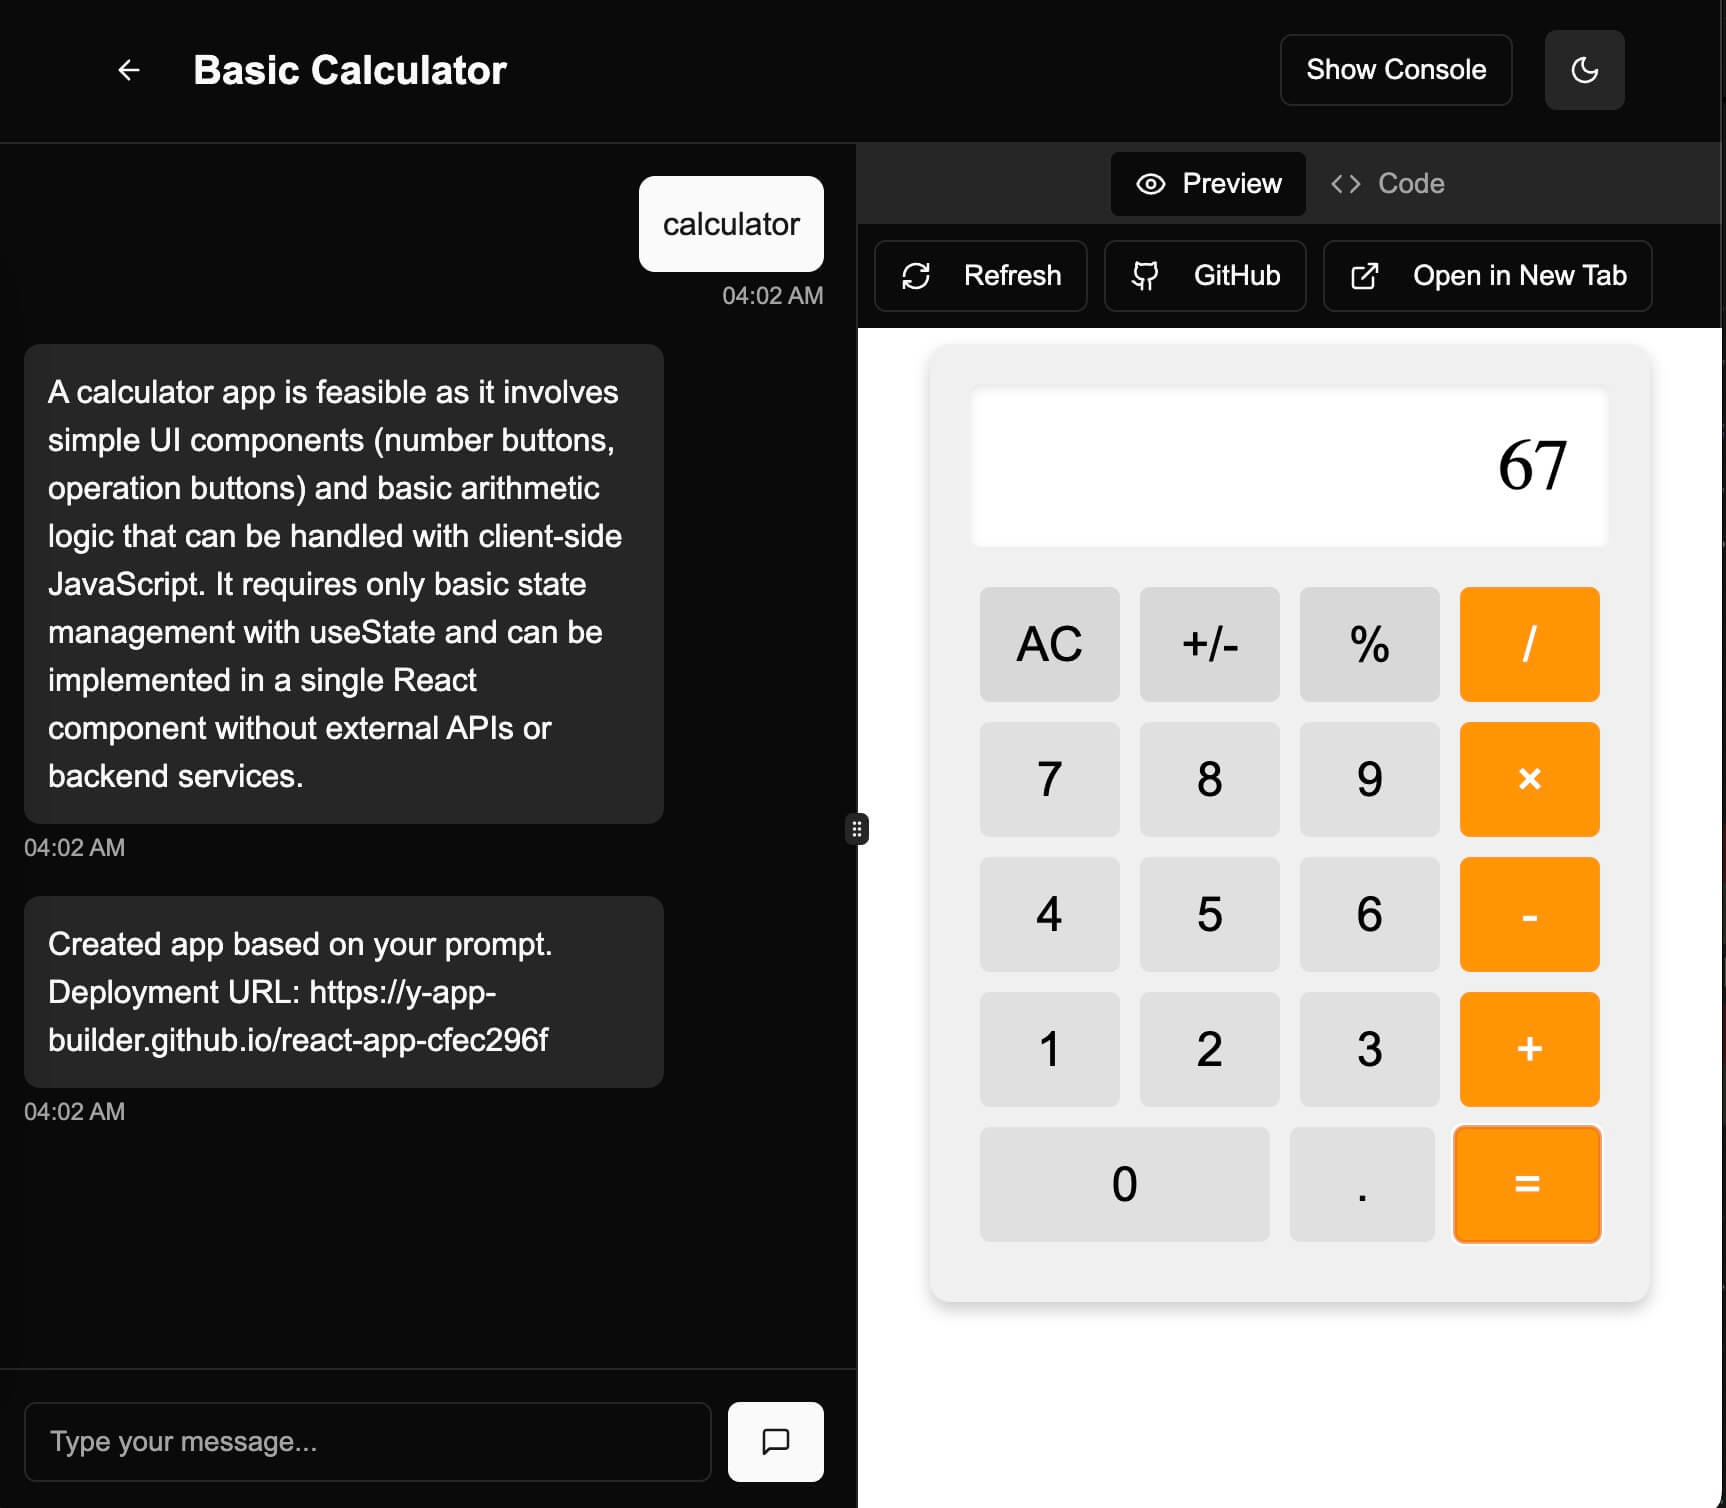 Basic Calculator
Show Console
calculator
04:02 AM
A calculator app is feasible as it involves
simple UI components (number buttons,
operation buttons) and basic arithmetic
logic that can be handled with client-side
JavaScript. It requires only basic state
management with useState and can be
implemented in a single React
component without external APIs or
backend services.
04:02 AM
Created app based on your prompt.
Deployment URL: https://y-app-
builder.github.io/react-app-cfec296f
04:02 AM
Type your message...
Preview <> Code
Refresh GitHub Open in New Tab
67
AC +/- % /
7 8 9 ×
4 5 6 -
1 2 3 +
0 . =